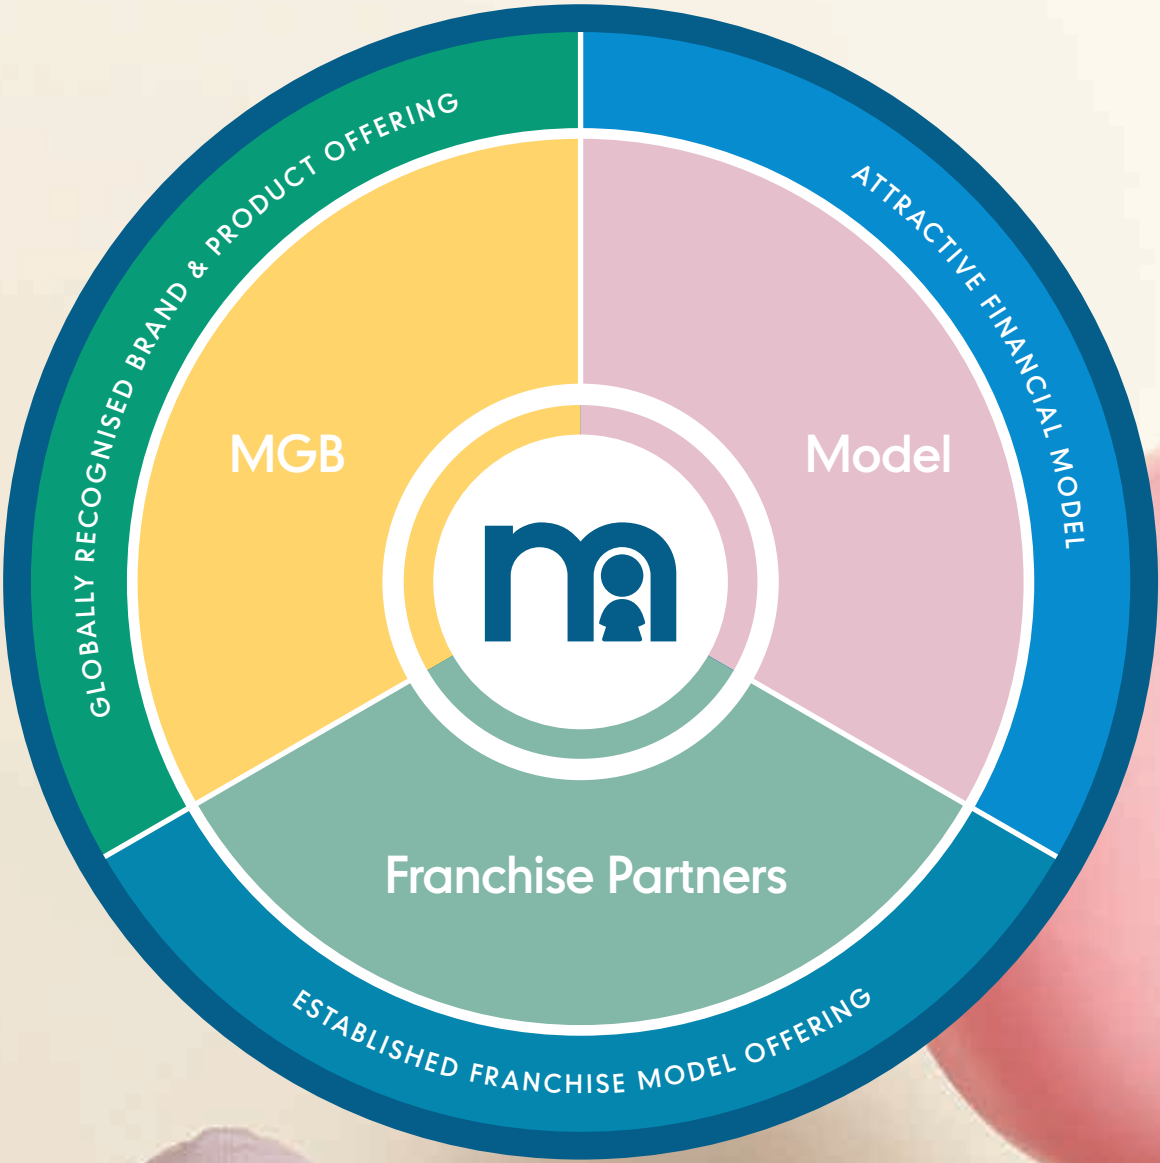 GLOBALLY RECOGNISED BRAND & PRODUCT OFFERING
ATTRACTIVE FINANCIAL MODEL
MGB
Model
m
Franchise Partners
ESTABLISHED FRANCHISE MODEL OFFERING